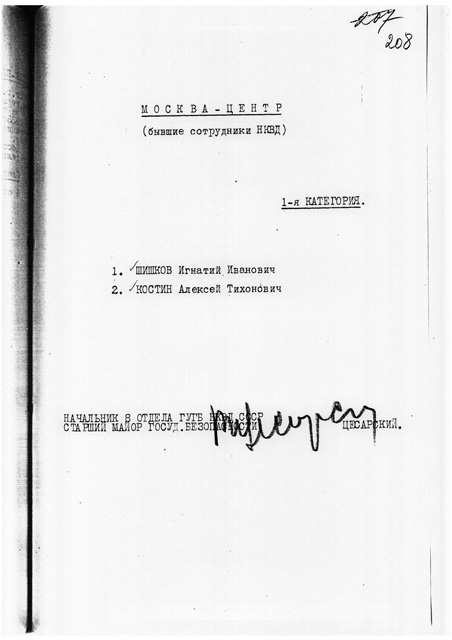 207
208
МОСКВА-ЦЕНТР
(бывшие сотрудники НКВД)
1-я КАТЕГОРИЯ.
1. ШИШКОВ Игнатий Иванович
2. КОСТИН Алексей Тихонович
НАЧАЛЬНИК 8 ОТДЕЛА ГУГБ НКВД СССР
СТАРШИЙ МАЙОР ГОСУД.БЕЗОПАСНОСТИ ЦЕСАРСКИЙ.